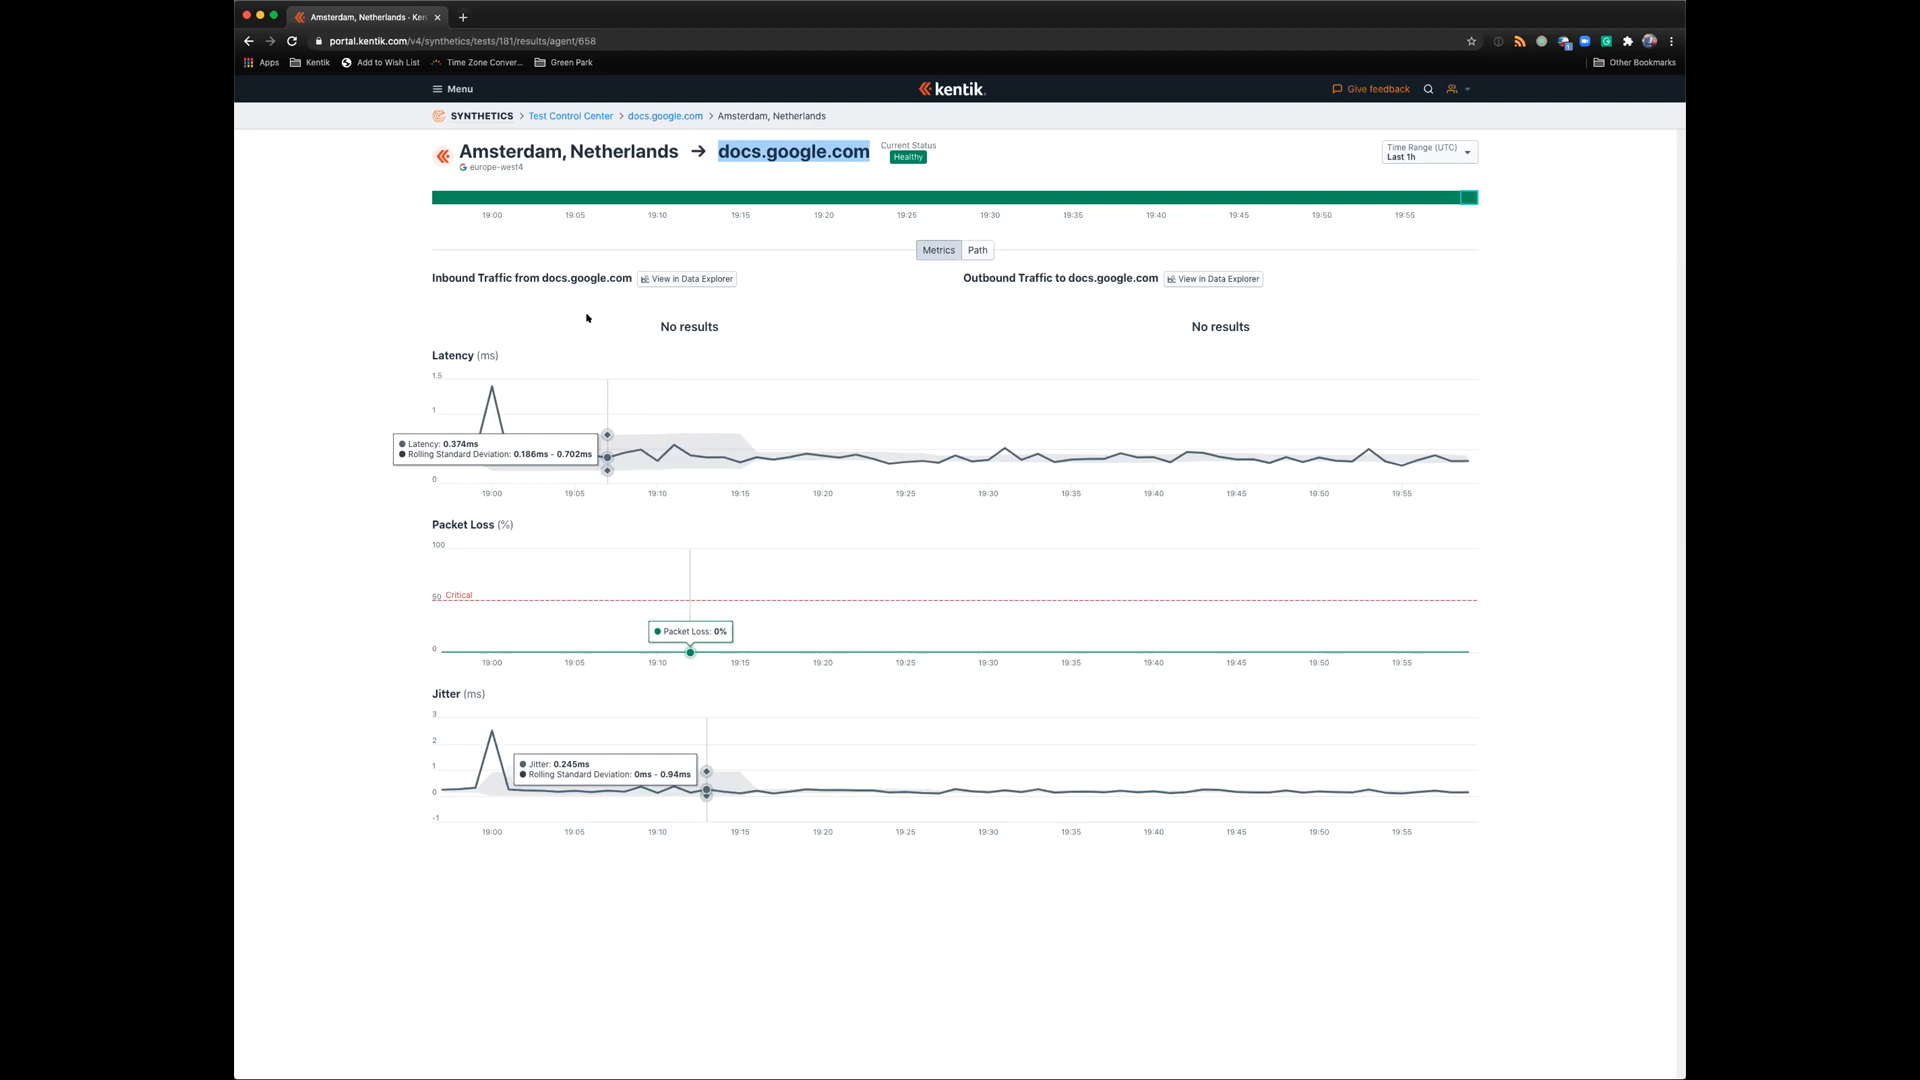 Amsterdam, Netherlands · Ken
portal.kentik.com/v4/synthetics/tests/181/results/agent/658
Apps Kentik Add to Wish List Time Zone Conver... Green Park Other Bookmarks
Menu kentik Give feedback
SYNTHETICS > Test Control Center > docs.google.com > Amsterdam, Netherlands
Amsterdam, Netherlands → docs.google.com
europe-west4
Current Status
Healthy
Time Range (UTC)
Last 1h
19:00 19:05 19:10 19:15 19:20 19:25 19:30 19:35 19:40 19:45 19:50 19:55
Metrics Path
Inbound Traffic from docs.google.com View in Data Explorer Outbound Traffic to docs.google.com View in Data Explorer
No results No results
Latency (ms)
1.5
1
Latency: 0.374ms
Rolling Standard Deviation: 0.186ms - 0.702ms
0
19:00 19:05 19:10 19:15 19:20 19:25 19:30 19:35 19:40 19:45 19:50 19:55
Packet Loss (%)
100
50 Critical
Packet Loss: 0%
0
19:00 19:05 19:10 19:15 19:20 19:25 19:30 19:35 19:40 19:45 19:50 19:55
Jitter (ms)
3
2
1
Jitter: 0.245ms
Rolling Standard Deviation: 0ms - 0.94ms
0
-1
19:00 19:05 19:10 19:15 19:20 19:25 19:30 19:35 19:40 19:45 19:50 19:55